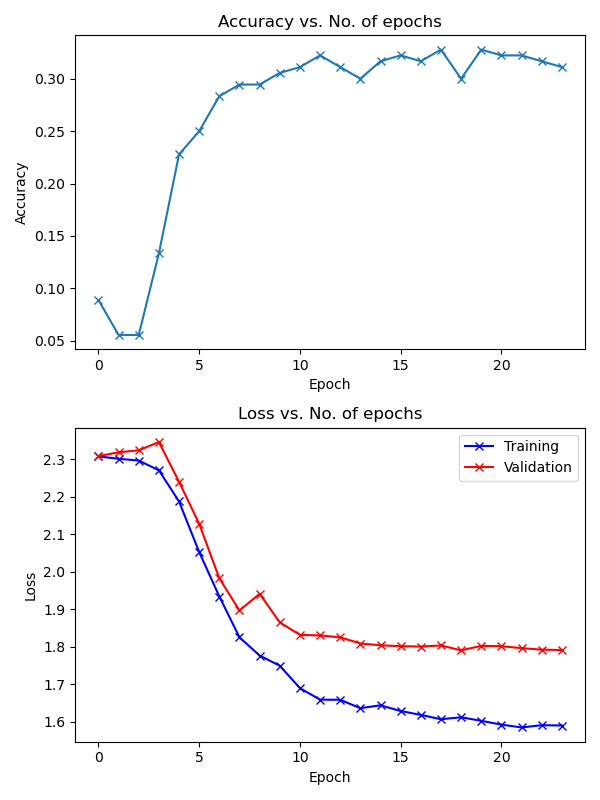 Accuracy vs. No. of epochs
0.30
0.25
0.20
0.15
0.10
0.05
Accuracy
0 5 10 15 20
Epoch
Loss vs. No. of epochs
Training
Validation
2.3
2.2
2.1
2.0
1.9
1.8
1.7
1.6
Loss
0 5 10 15 20
Epoch